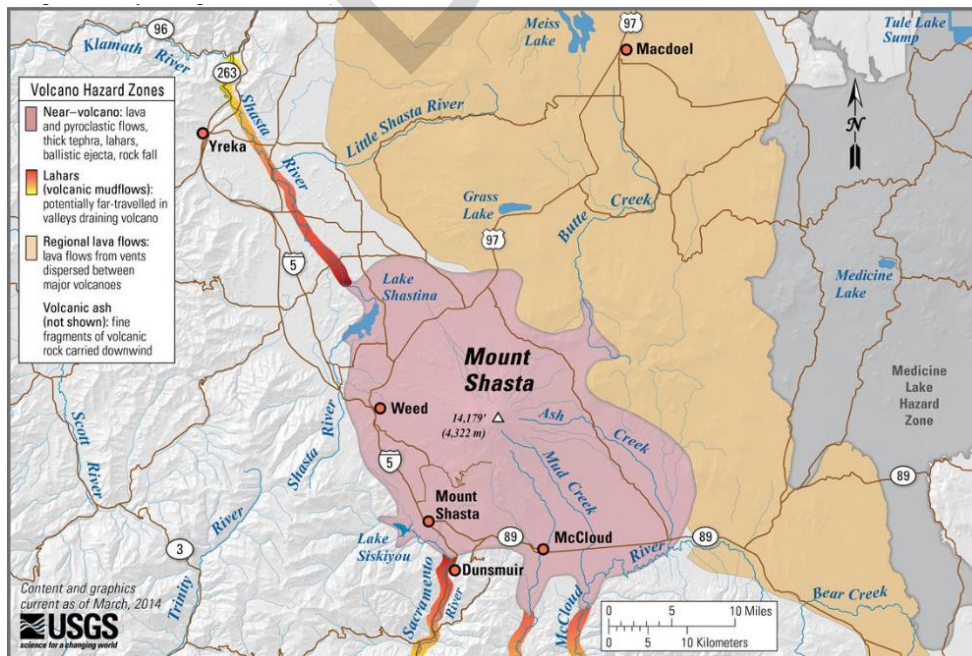 96
Klamath
River
263
97
Meiss
Lake
Macdoel
Tule Lake
Sump
Volcano Hazard Zones
Near–volcano: lava
and pyroclastic flows,
thick tephra, lahars,
ballistic ejecta, rock fall
Lahars
(volcanic mudflows):
potentially far-travelled in
valleys draining volcano
Regional lava flows:
lava flows from vents
dispersed between
major volcanoes
Volcanic ash
(not shown): fine
fragments of volcanic
rock carried downwind
Shasta
River
Yreka
Little Shasta River
N
Grass
Lake
97
Butte
Creek
5
Lake
Shastina
Medicine
Lake
Mount
Shasta
14,179'
(4,322 m)
Medicine
Lake
Hazard
Zone
Weed
Ash
Creek
Scott
River
Shasta
River
5
Mud Creek
Mount
Shasta
89
Lake
Siskiyou
89
McCloud
River
89
3
Trinity
River
Dunsmuir
Sacramento
River
McCloud
Bear Creek
0 5 10 Miles
0 5 10 Kilometers
Content and graphics
current as of March, 2014
USGS
science for a changing world